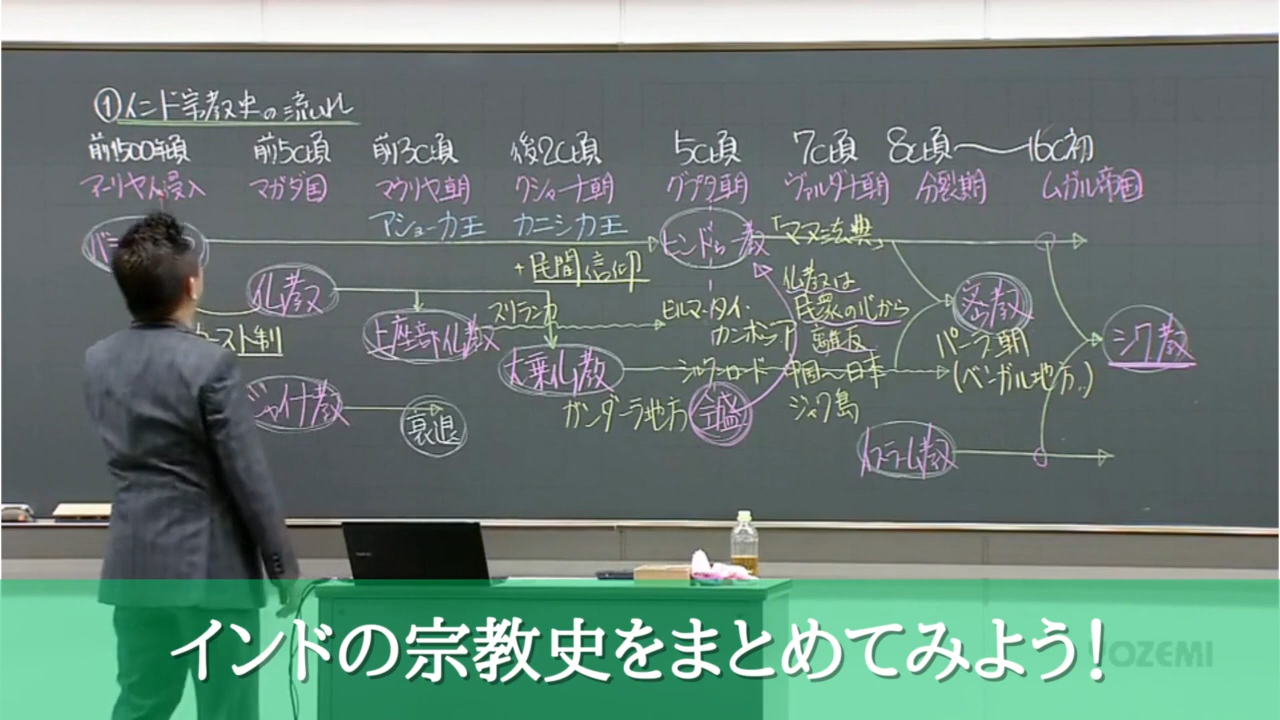 ①インド宗教史の流れ
前1500年頃 前5c頃 前3c頃 後2c頃 5c頃 7c頃 8c頃 16c初
アーリヤ人侵入 マガダ国 マウリヤ朝 クシャーナ朝 グプタ朝 ヴァルダナ朝 分裂期 ムガル帝国
アショーカ王 カニシカ王
バ ヒンドゥー教 「マヌ法典」
+民間信仰
仏教 仏教は
民衆の心から
離反
密教
スリランカ ビルマ・タイ・
カンボジア
カースト制 上座部仏教 パーラ朝
(ベンガル地方)
シク教
大乗仏教 シルクロード 中国〜日本
ジャワ島
ジャイナ教 衰退 ガンダーラ地方 全盛
イスラーム教
インドの宗教史をまとめてみよう!
YOZEMI